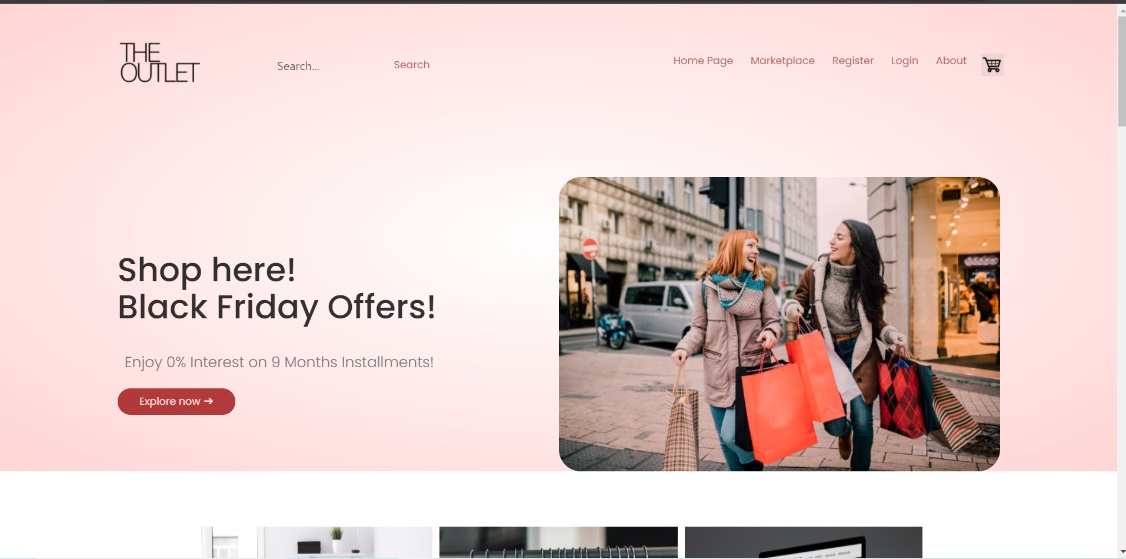 THE
OUTLET
Search...
Search
Home Page
Marketplace
Register
Login
About
Shop here!
Black Friday Offers!
Enjoy 0% Interest on 9 Months Installments!
Explore now ➔